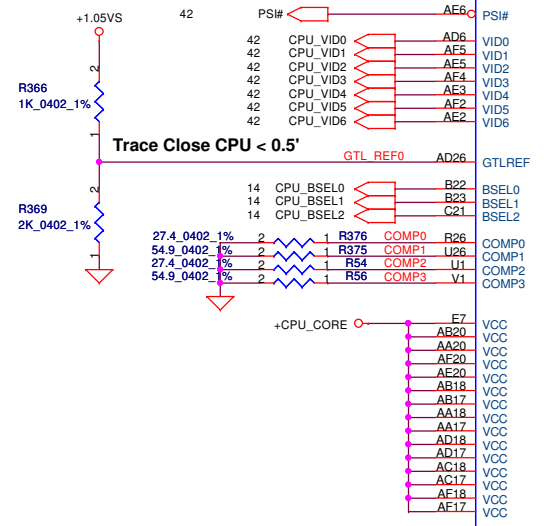 +1.05VS
42 PSI# AE6 PSI#
42 CPU_VID0 AD6 VID0
42 CPU_VID1 AF5 VID1
42 CPU_VID2 AE5 VID2
42 CPU_VID3 AF4 VID3
42 CPU_VID4 AE3 VID4
42 CPU_VID5 AF2 VID5
42 CPU_VID6 AE2 VID6
2
R366
1K_0402_1%
1
Trace Close CPU < 0.5'
GTL_REF0 AD26 GTLREF
2
R369
2K_0402_1%
1
14 CPU_BSEL0 B22 BSEL0
14 CPU_BSEL1 B23 BSEL1
14 CPU_BSEL2 C21 BSEL2
27.4_0402_1% 2 1 R376 COMP0 R26 COMP0
54.9_0402_1% 2 1 R375 COMP1 U26 COMP1
27.4_0402_1% 2 1 R54 COMP2 U1 COMP2
54.9_0402_1% 2 1 R56 COMP3 V1 COMP3
+CPU_CORE
E7 VCC
AB20 VCC
AA20 VCC
AF20 VCC
AE20 VCC
AB18 VCC
AB17 VCC
AA18 VCC
AA17 VCC
AD18 VCC
AD17 VCC
AC18 VCC
AC17 VCC
AF18 VCC
AF17 VCC